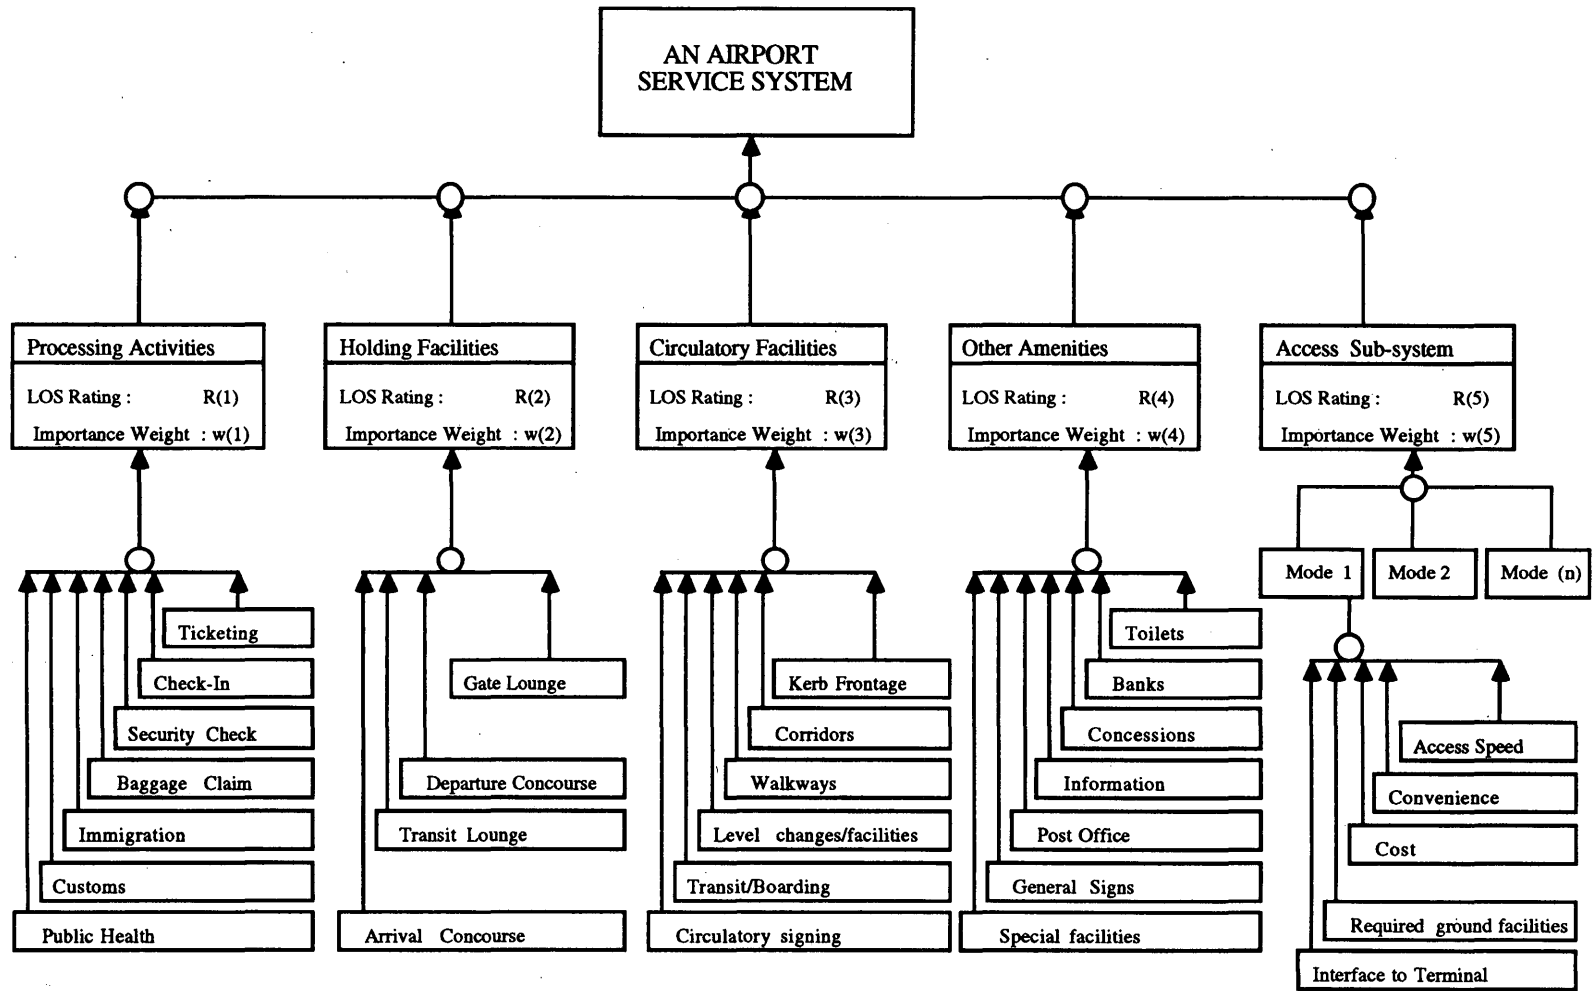 AN AIRPORT
SERVICE SYSTEM
Processing Activities
LOS Rating : R(1)
Importance Weight : w(1)
Holding Facilities
LOS Rating : R(2)
Importance Weight : w(2)
Circulatory Facilities
LOS Rating : R(3)
Importance Weight : w(3)
Other Amenities
LOS Rating : R(4)
Importance Weight : w(4)
Access Sub-system
LOS Rating : R(5)
Importance Weight : w(5)
Ticketing
Check-In
Security Check
Baggage Claim
Immigration
Customs
Public Health
Gate Lounge
Departure Concourse
Transit Lounge
Arrival Concourse
Kerb Frontage
Corridors
Walkways
Level changes/facilities
Transit/Boarding
Circulatory signing
Toilets
Banks
Concessions
Information
Post Office
General Signs
Special facilities
Mode 1
Mode 2
Mode (n)
Access Speed
Convenience
Cost
Required ground facilities
Interface to Terminal